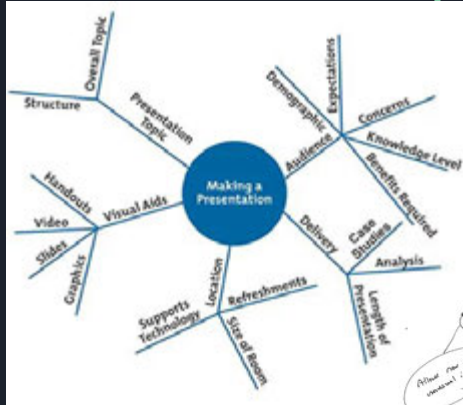 Making a
Presentation
Presentation
Topic
Overall Topic
Structure
Audience
Demographic
Expectations
Concerns
Knowledge Level
Benefits Required
Delivery
Case
Studies
Analysis
Length of
Presentation
Location
Refreshments
Size of Room
Supports
Technology
Visual Aids
Handouts
Video
Slides
Graphics
Allow